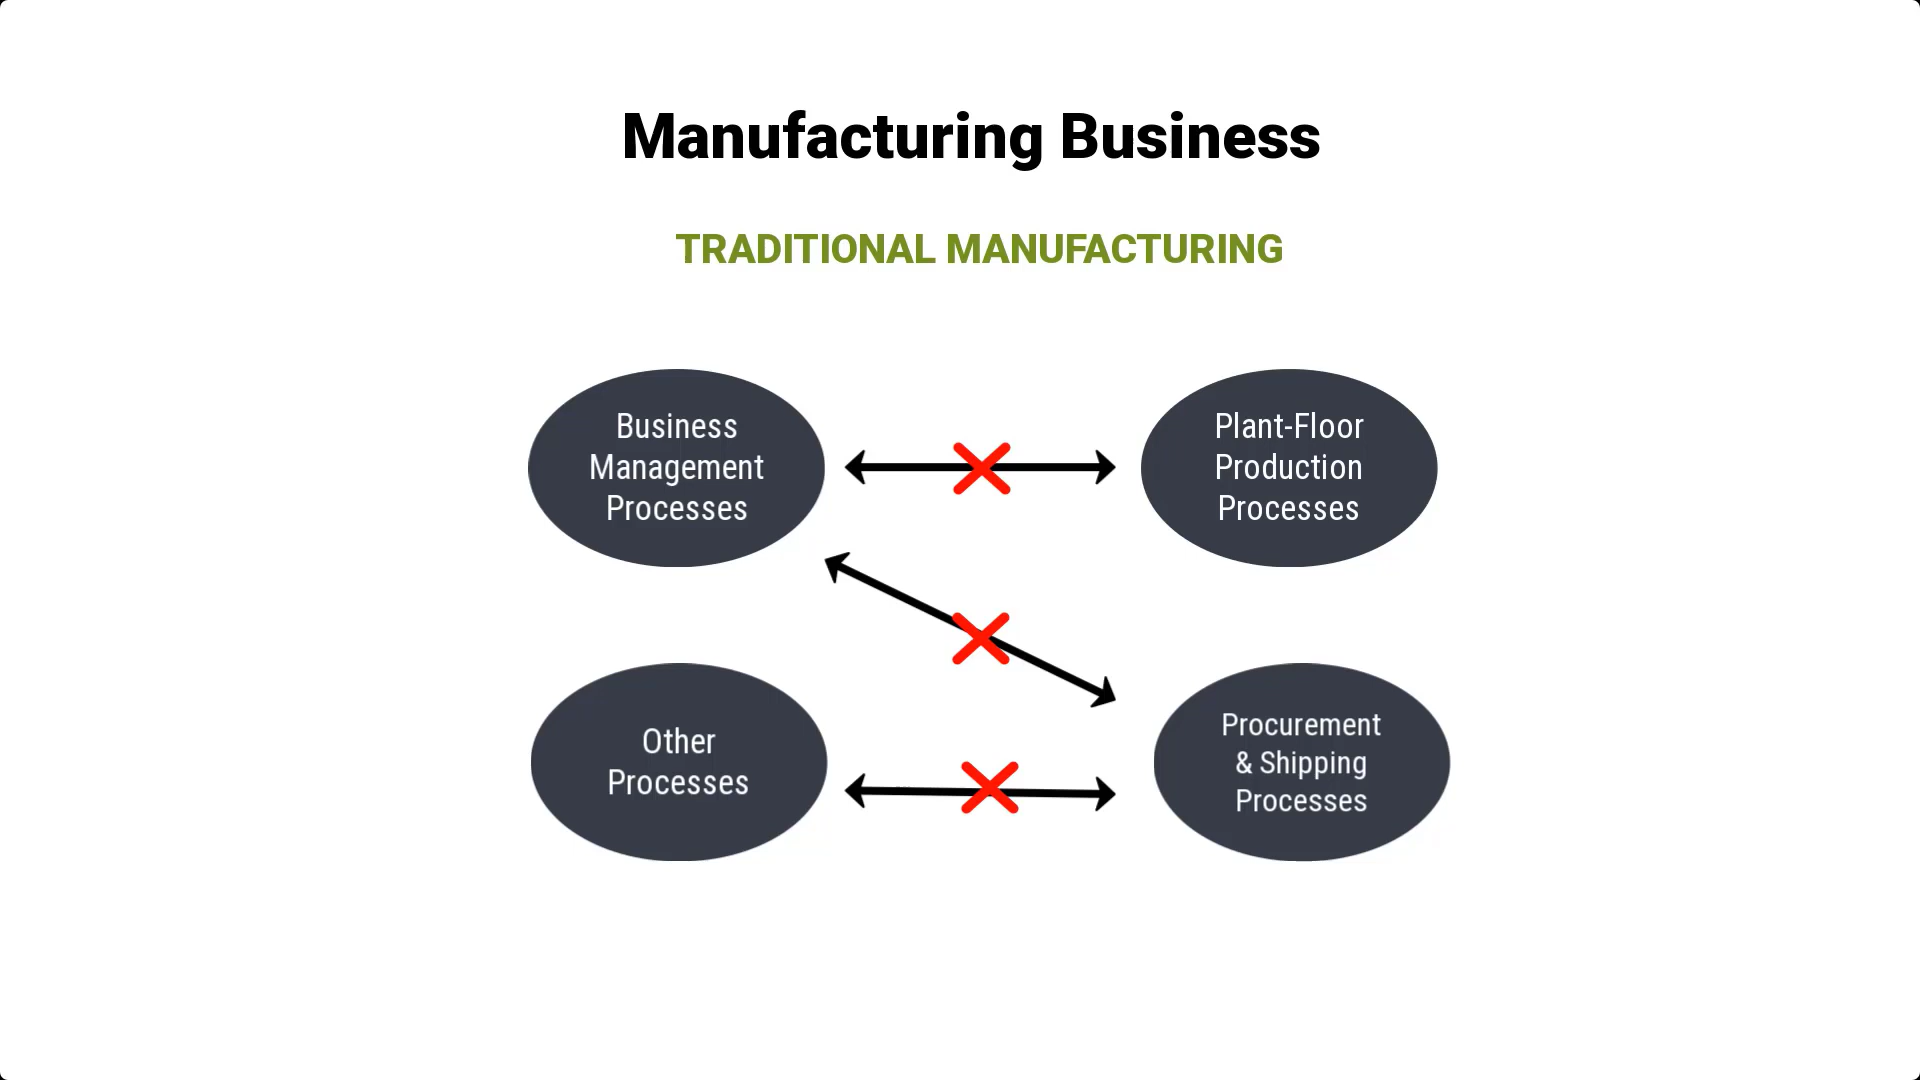 Manufacturing Business
TRADITIONAL MANUFACTURING
Business
Management
Processes
Plant-Floor
Production
Processes
Other
Processes
Procurement
& Shipping
Processes